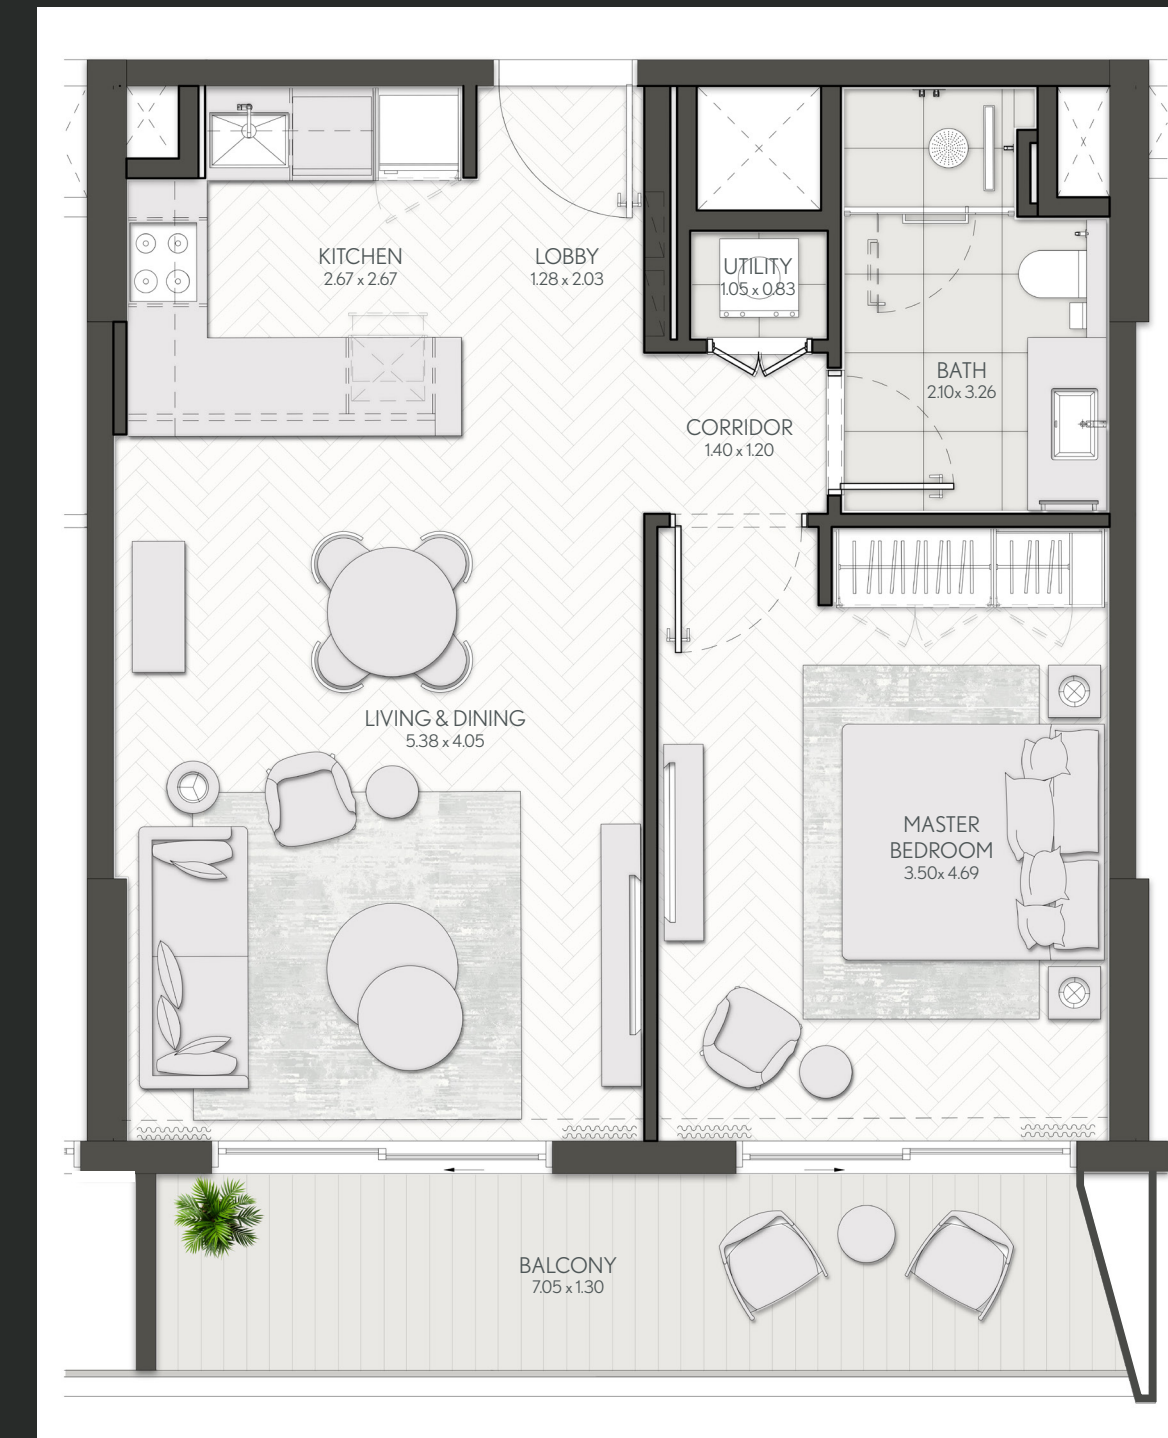 KITCHEN
2.67 x 2.67
LOBBY
1.28 x 2.03
UTILITY
1.05 x 0.83
BATH
2.10x 3.26
CORRIDOR
1.40 x 1.20
LIVING & DINING
5.38 x 4.05
MASTER
BEDROOM
3.50x 4.69
BALCONY
7.05 x 1.30